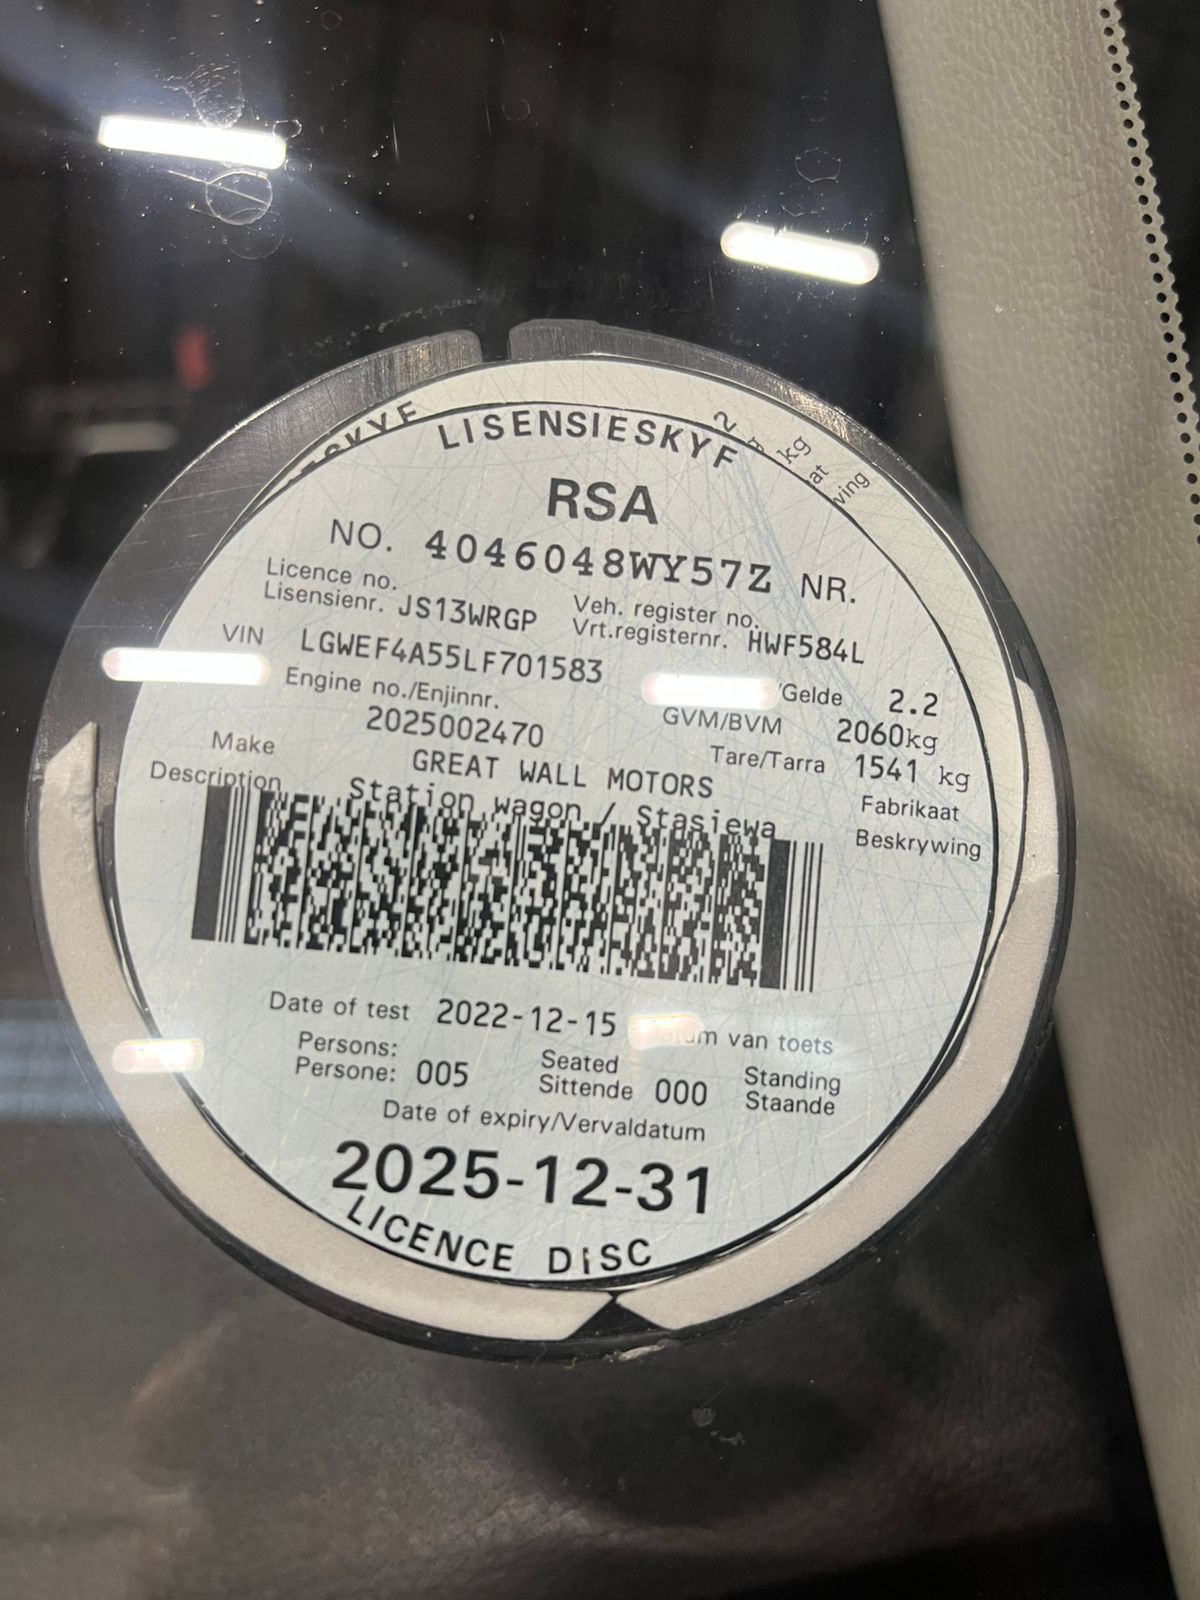 LISENSIESKYF
RSA
NO. 4046048WY57Z NR.
Licence no. Veh. register no.
Lisensienr. JS13WRGP Vrt.registernr. HWF584L
VIN LGWEF4A55LF701583
/Gelde 2.2
Engine no./Enjinnr. GVM/BVM 2060kg
2025002470 Tare/Tarra 1541 kg
Make GREAT WALL MOTORS Fabrikaat
Description Station wagon / Stasiewa Beskrywing
Date of test 2022-12-15 van toets
Persons: Seated Standing
Persone: 005 Sittende 000 Staande
Date of expiry/Vervaldatum
2025-12-31
LICENCE DISC